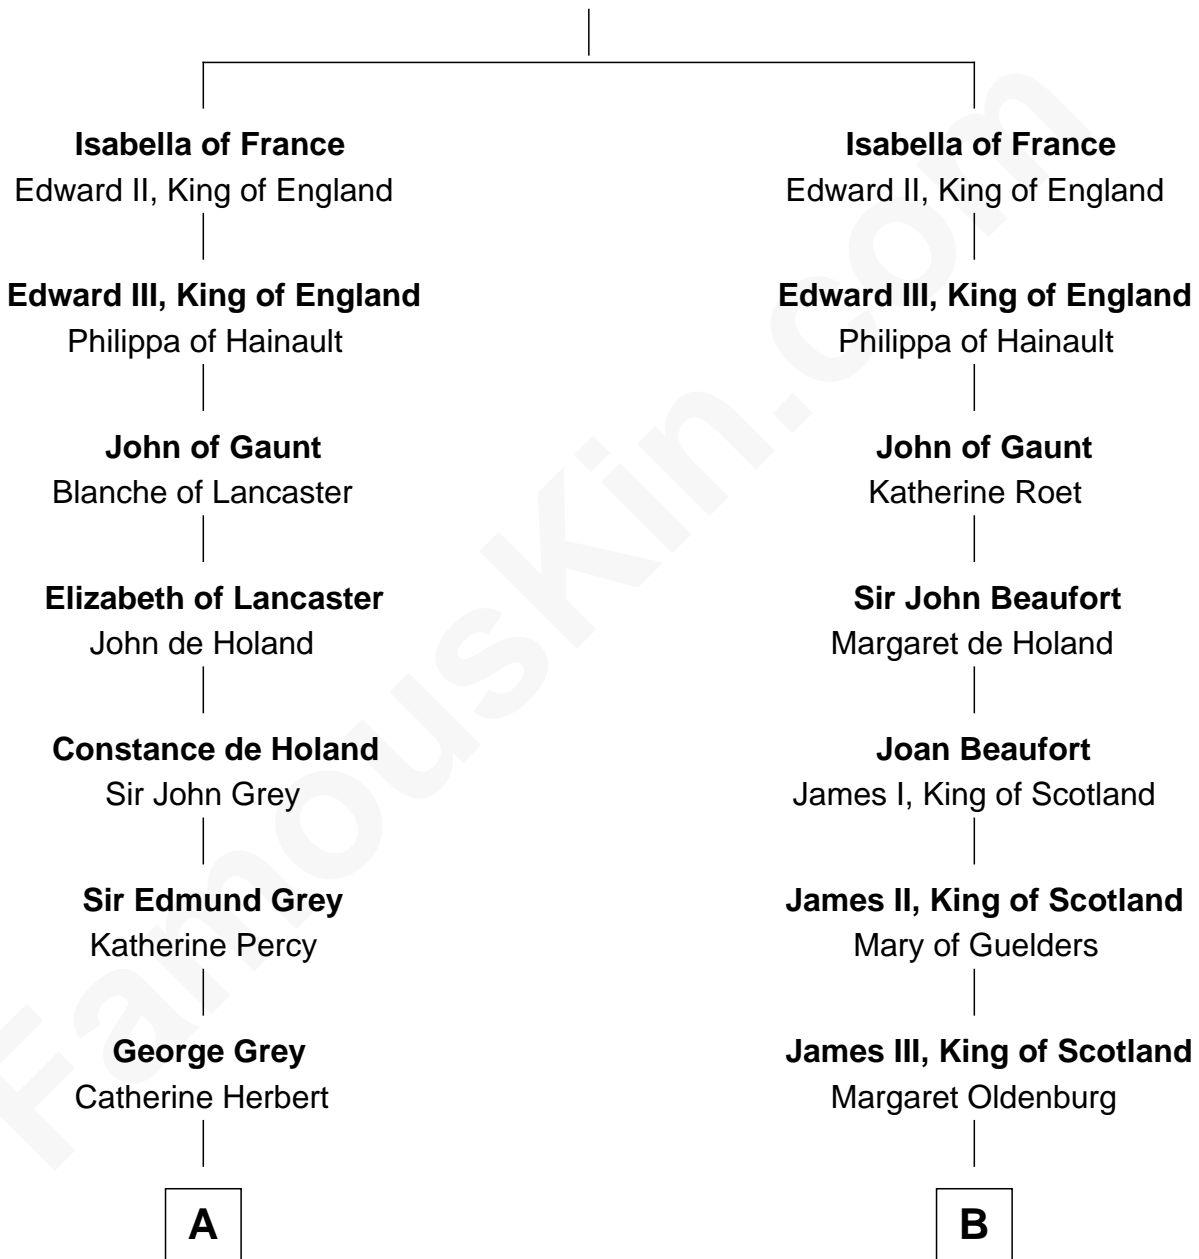 Isabella of France
Edward II, King of England
Edward III, King of England
Philippa of Hainault
John of Gaunt
Blanche of Lancaster
Elizabeth of Lancaster
John de Holand
Constance de Holand
Sir John Grey
Sir Edmund Grey
Katherine Percy
George Grey
Catherine Herbert
A
Isabella of France
Edward II, King of England
Edward III, King of England
Philippa of Hainault
John of Gaunt
Katherine Roet
Sir John Beaufort
Margaret de Holand
Joan Beaufort
James I, King of Scotland
James II, King of Scotland
Mary of Guelders
James III, King of Scotland
Margaret Oldenburg
B
FamousKin.com